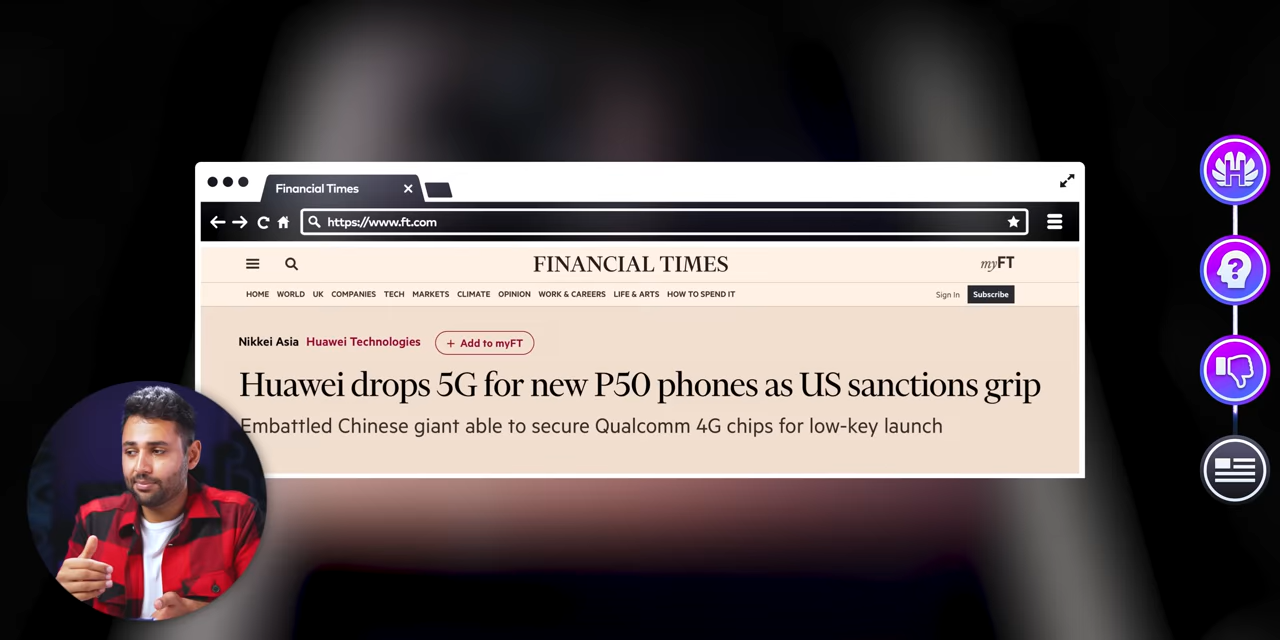 Financial Times
https://www.ft.com
FINANCIAL TIMES
myFT
HOME WORLD UK COMPANIES TECH MARKETS CLIMATE OPINION WORK & CAREERS LIFE & ARTS HOW TO SPEND IT
Sign In Subscribe
Nikkei Asia Huawei Technologies + Add to myFT
Huawei drops 5G for new P50 phones as US sanctions grip
Embattled Chinese giant able to secure Qualcomm 4G chips for low-key launch
H
?